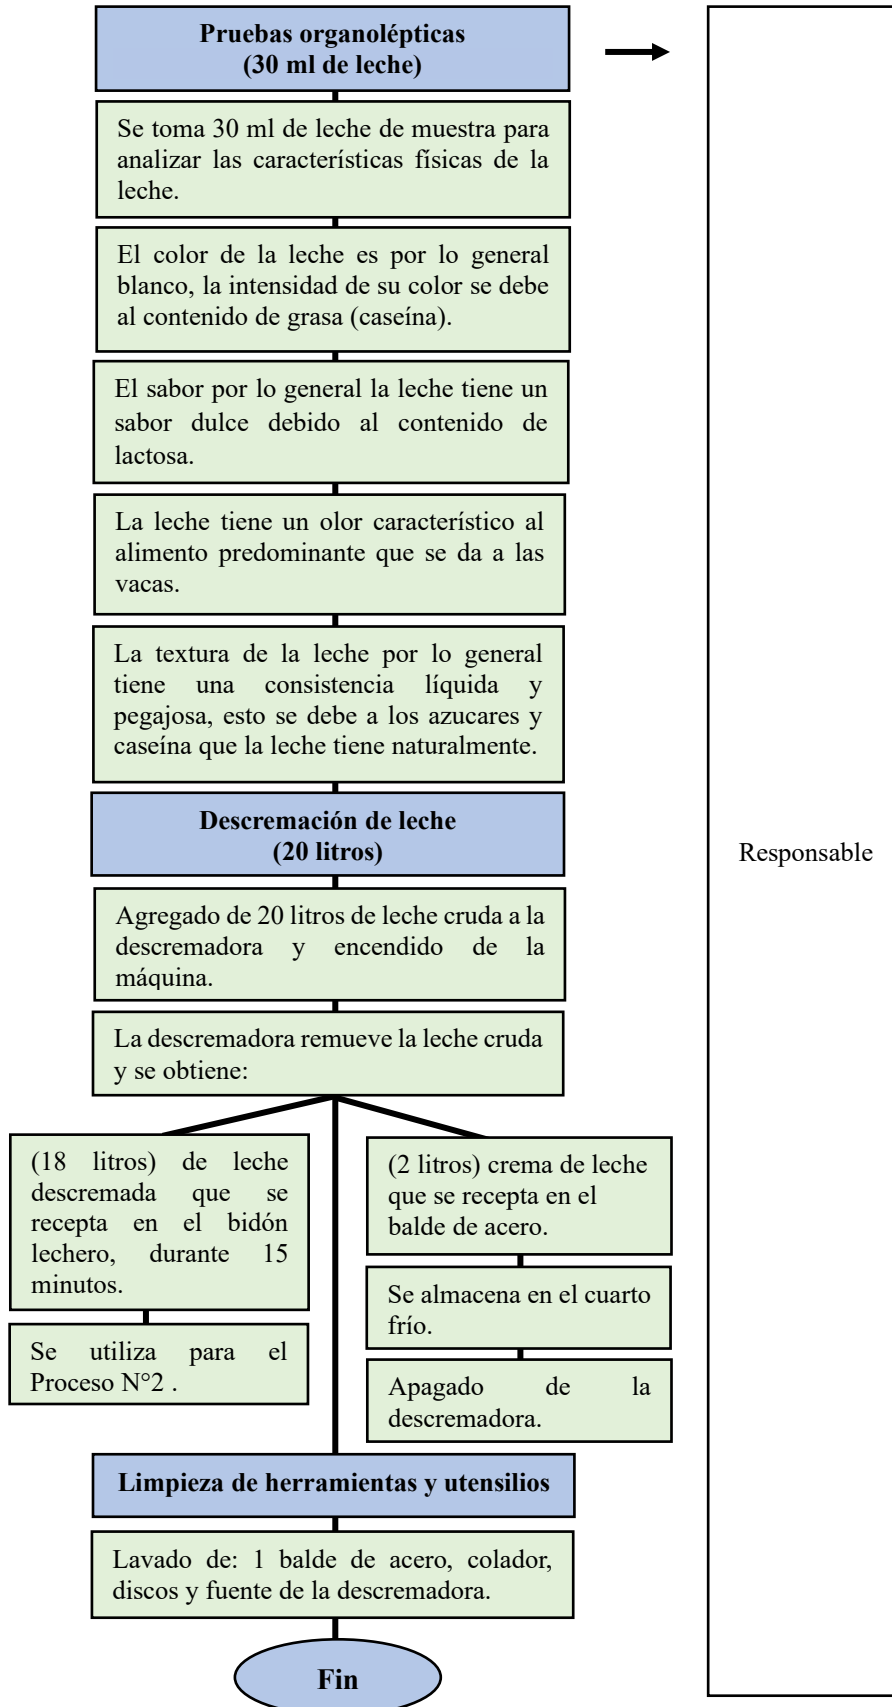 Pruebas organolépticas
(30 ml de leche)
Se toma 30 ml de leche de muestra para
analizar las características físicas de la
leche.
El color de la leche es por lo general
blanco, la intensidad de su color se debe
al contenido de grasa (caseína).
El sabor por lo general la leche tiene un
sabor dulce debido al contenido de
lactosa.
La leche tiene un olor característico al
alimento predominante que se da a las
vacas.
La textura de la leche por lo general
tiene una consistencia líquida y
pegajosa, esto se debe a los azucares y
caseína que la leche tiene naturalmente.
Descremación de leche
(20 litros)
Agregado de 20 litros de leche cruda a la
descremadora y encendido de la
máquina.
La descremadora remueve la leche cruda
y se obtiene:
(18 litros) de leche
descremada que se
recepta en el bidón
lechero, durante 15
minutos.
Se utiliza para el
Proceso N°2 .
(2 litros) crema de leche
que se recepta en el
balde de acero.
Se almacena en el cuarto
frío.
Apagado de la
descremadora.
Limpieza de herramientas y utensilios
Lavado de: 1 balde de acero, colador,
discos y fuente de la descremadora.
Fin
Responsable